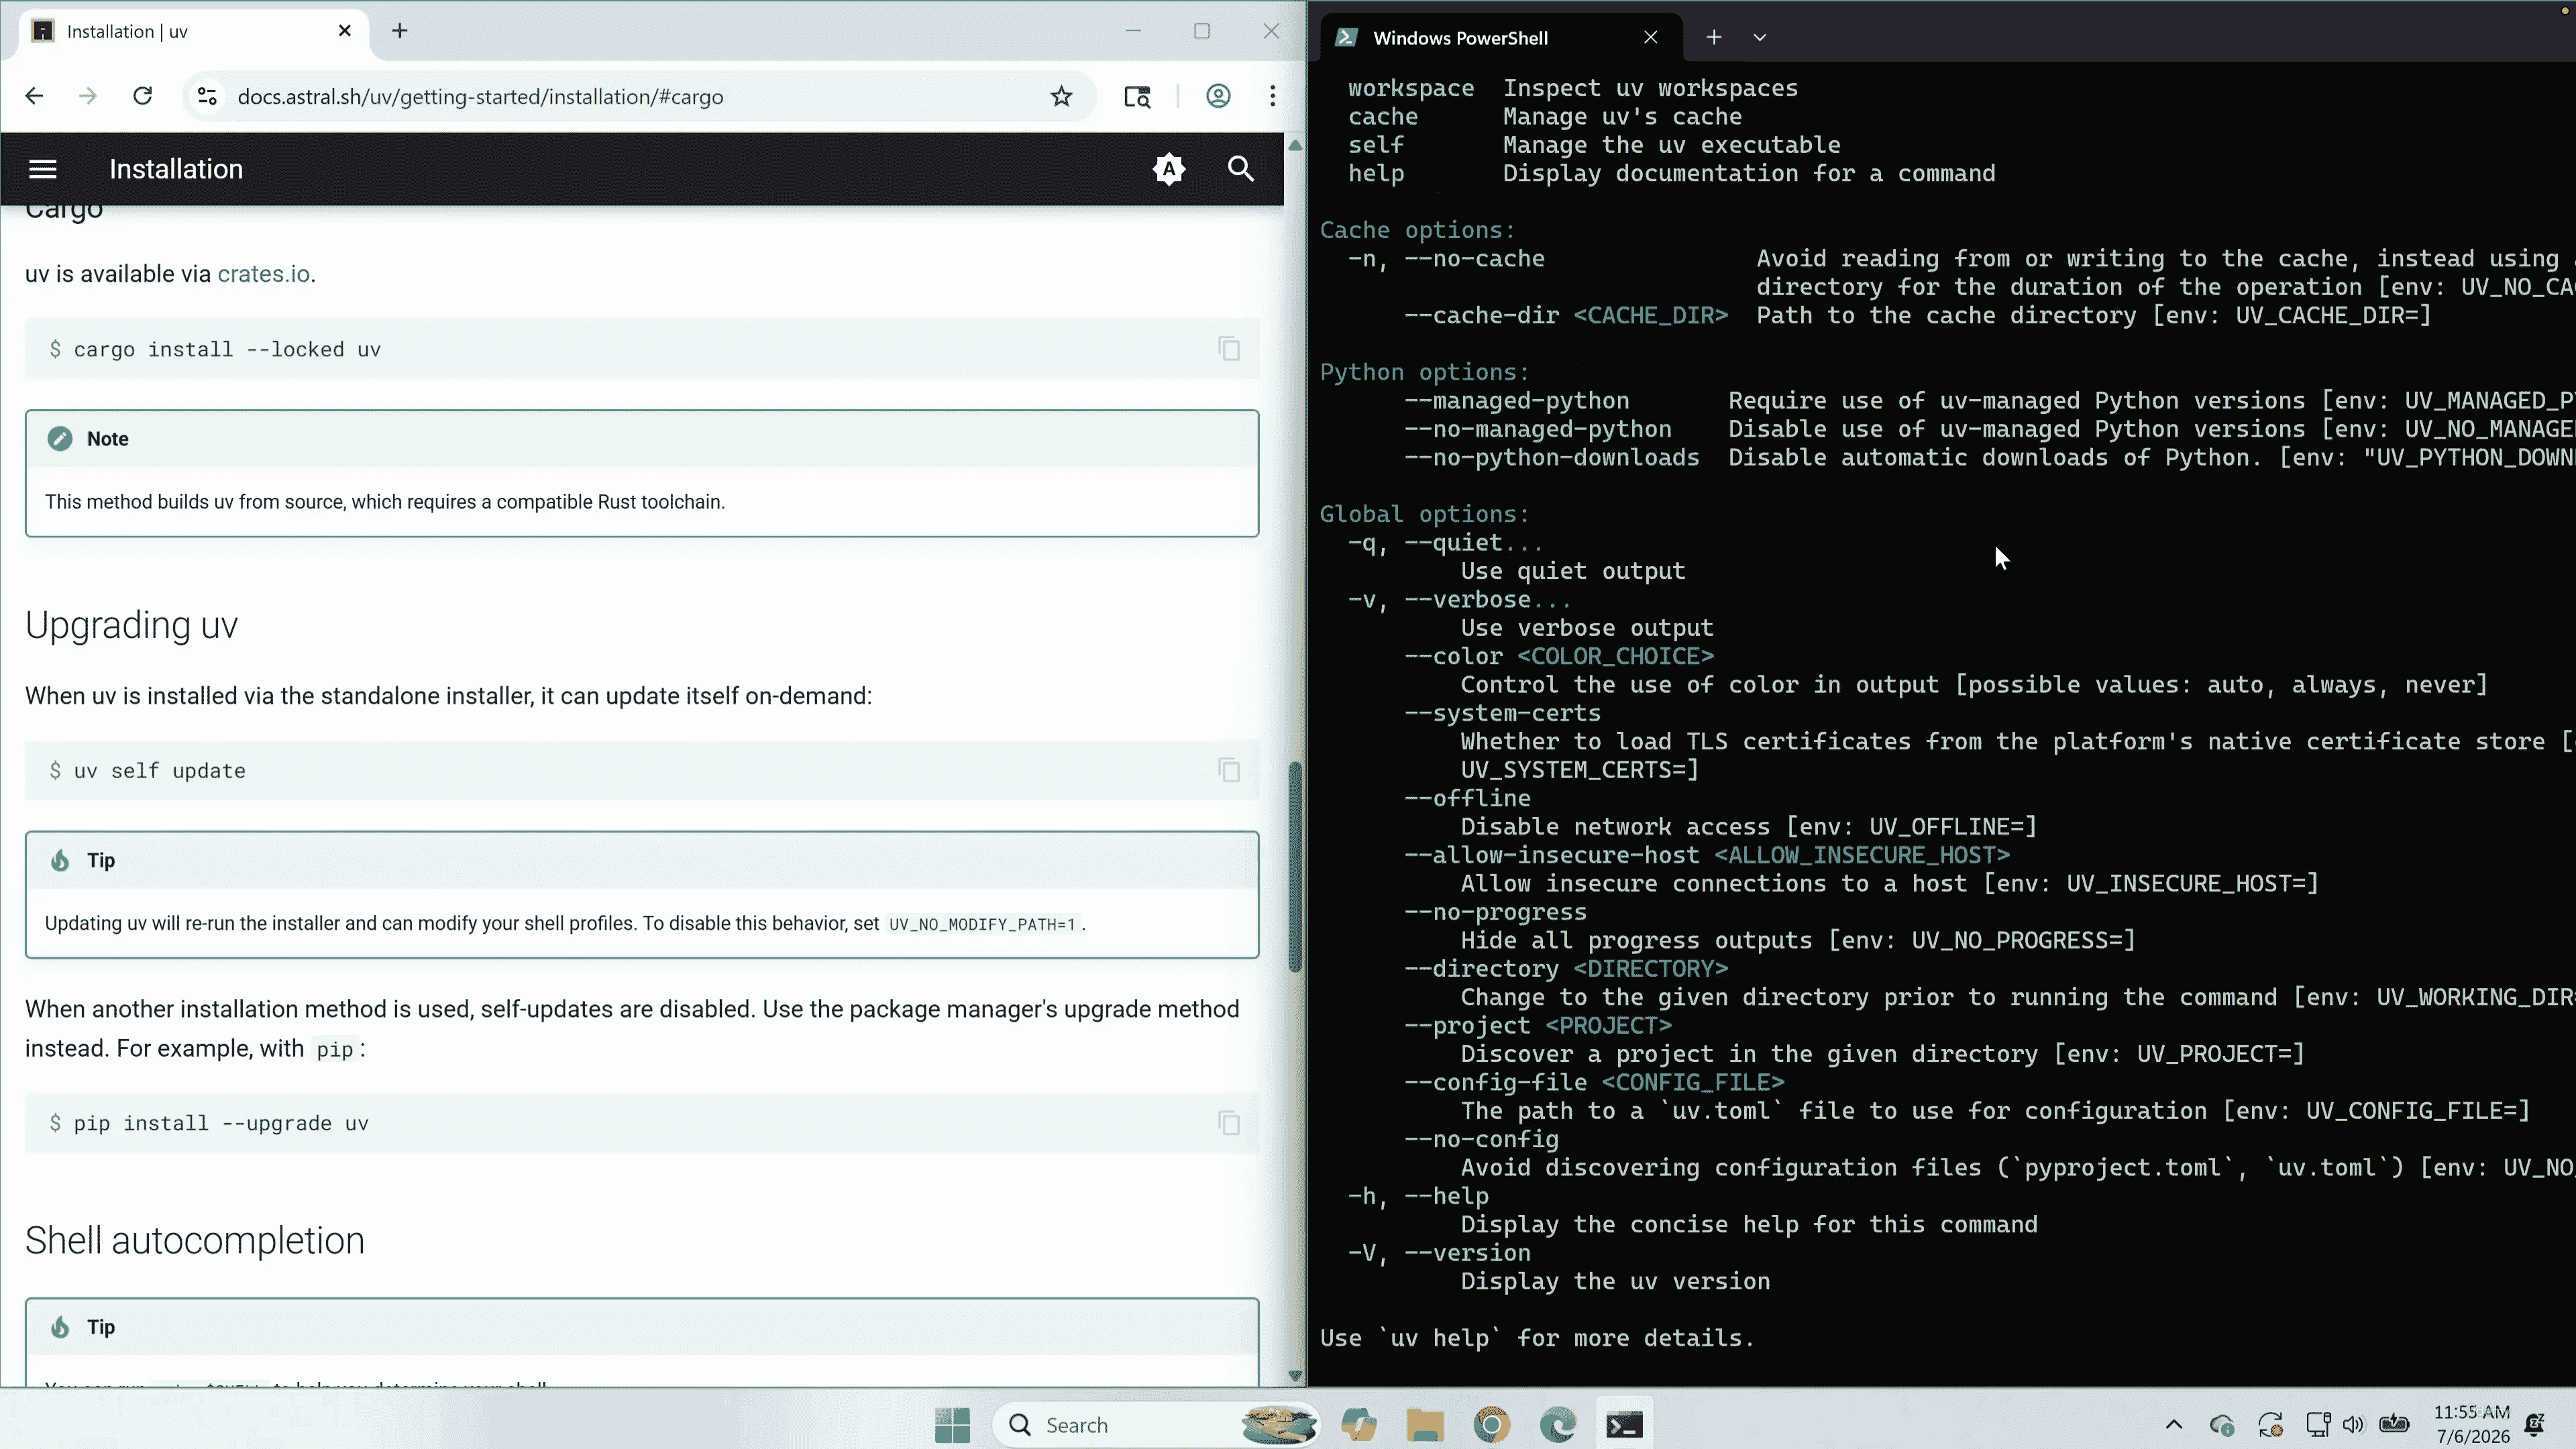 Installation | uv
docs.astral.sh/uv/getting-started/installation/#cargo
Installation
Cargo
uv is available via crates.io.
$ cargo install --locked uv
Note
This method builds uv from source, which requires a compatible Rust toolchain.
Upgrading uv
When uv is installed via the standalone installer, it can update itself on-demand:
$ uv self update
Tip
Updating uv will re-run the installer and can modify your shell profiles. To disable this behavior, set UV_NO_MODIFY_PATH=1 .
When another installation method is used, self-updates are disabled. Use the package manager's upgrade method
instead. For example, with pip :
$ pip install --upgrade uv
Shell autocompletion
Tip
Windows PowerShell
workspace  Inspect uv workspaces
cache      Manage uv's cache
self       Manage the uv executable
help       Display documentation for a command
Cache options:
-n, --no-cache               Avoid reading from or writing to the cache, instead using
directory for the duration of the operation [env: UV_NO_CA
--cache-dir <CACHE_DIR>  Path to the cache directory [env: UV_CACHE_DIR=]
Python options:
--managed-python       Require use of uv-managed Python versions [env: UV_MANAGED_P
--no-managed-python    Disable use of uv-managed Python versions [env: UV_NO_MANAGE
--no-python-downloads  Disable automatic downloads of Python. [env: "UV_PYTHON_DOWN
Global options:
-q, --quiet...
Use quiet output
-v, --verbose...
Use verbose output
--color <COLOR_CHOICE>
Control the use of color in output [possible values: auto, always, never]
--system-certs
Whether to load TLS certificates from the platform's native certificate store [
UV_SYSTEM_CERTS=]
--offline
Disable network access [env: UV_OFFLINE=]
--allow-insecure-host <ALLOW_INSECURE_HOST>
Allow insecure connections to a host [env: UV_INSECURE_HOST=]
--no-progress
Hide all progress outputs [env: UV_NO_PROGRESS=]
--directory <DIRECTORY>
Change to the given directory prior to running the command [env: UV_WORKING_DIR
--project <PROJECT>
Discover a project in the given directory [env: UV_PROJECT=]
--config-file <CONFIG_FILE>
The path to a `uv.toml` file to use for configuration [env: UV_CONFIG_FILE=]
--no-config
Avoid discovering configuration files (`pyproject.toml`, `uv.toml`) [env: UV_NO
-h, --help
Display the concise help for this command
-V, --version
Display the uv version
Use `uv help` for more details.
Search
11:55 AM
7/6/2026